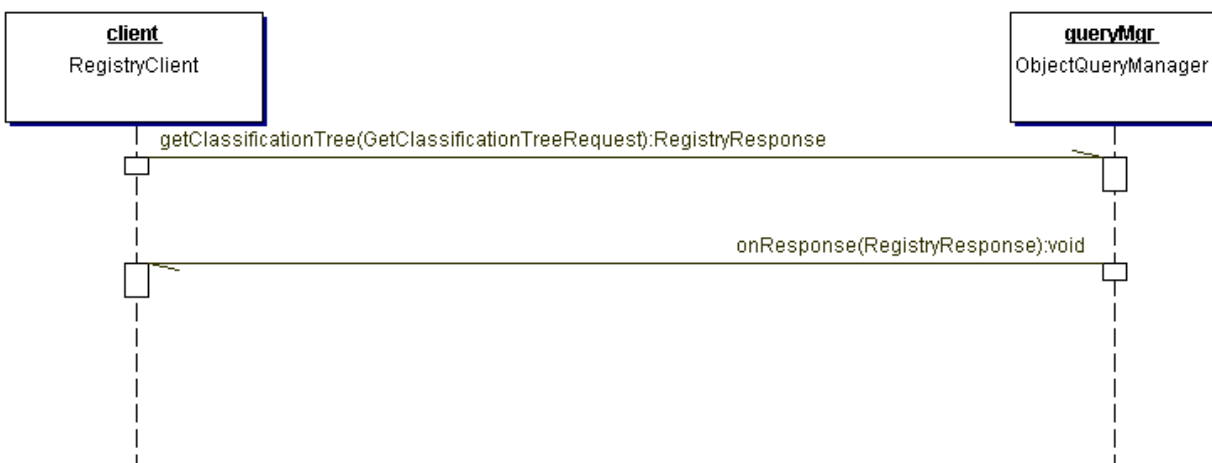 client
RegistryClient
queryMgr
ObjectQueryManager
getClassificationTree(GetClassificationTreeRequest):RegistryResponse
onResponse(RegistryResponse):void